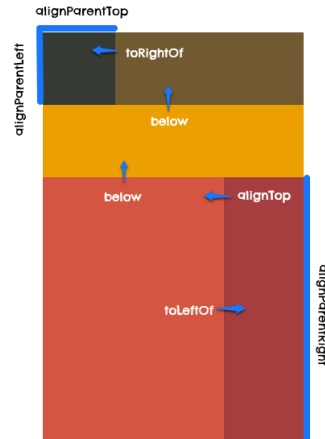 alignParentTop
alignParentLeft
toRightOf
below
below
alignTop
toLeftOf
alignParentRight